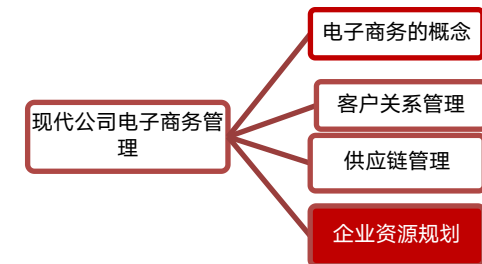 电子商务的概念
客户关系管理
现代公司电子商务管
理
供应链管理
企业资源规划